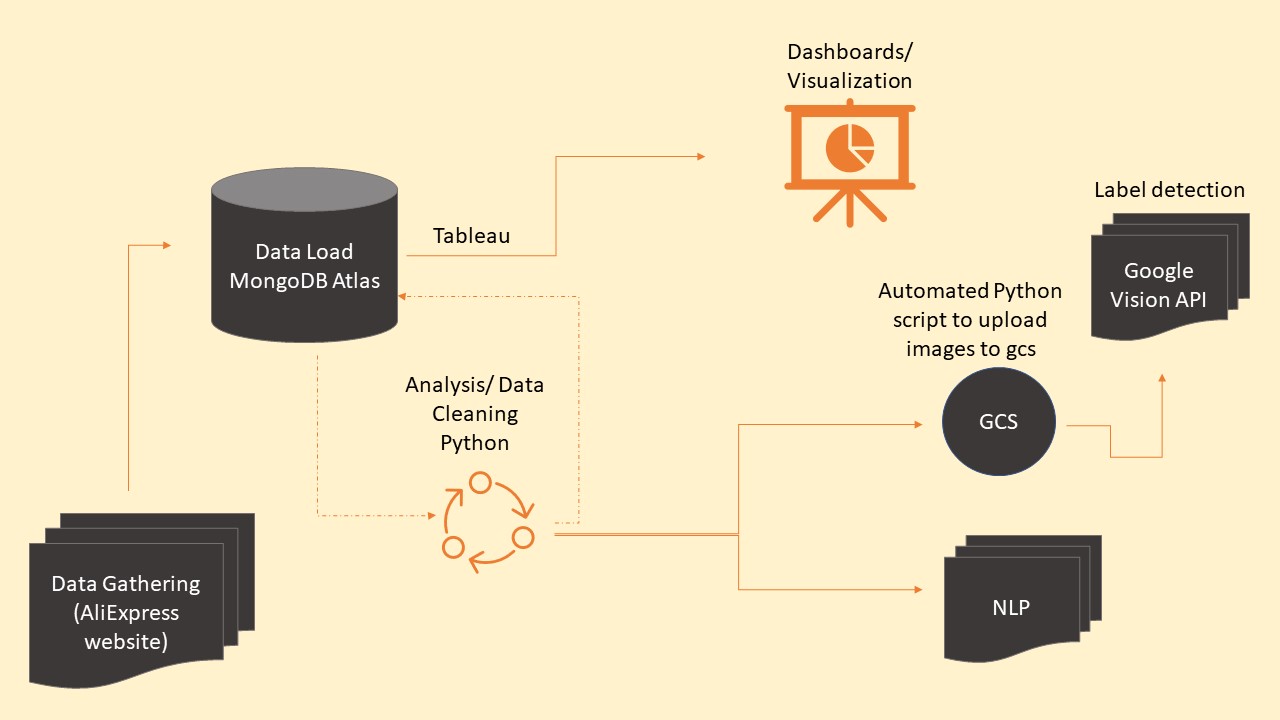 Dashboards/
Visualization
Label detection
Data Load
MongoDB Atlas
Tableau
Google
Vision API
Automated Python
script to upload
images to gcs
Analysis/ Data
Cleaning
Python
GCS
Data Gathering
(AliExpress
website)
NLP